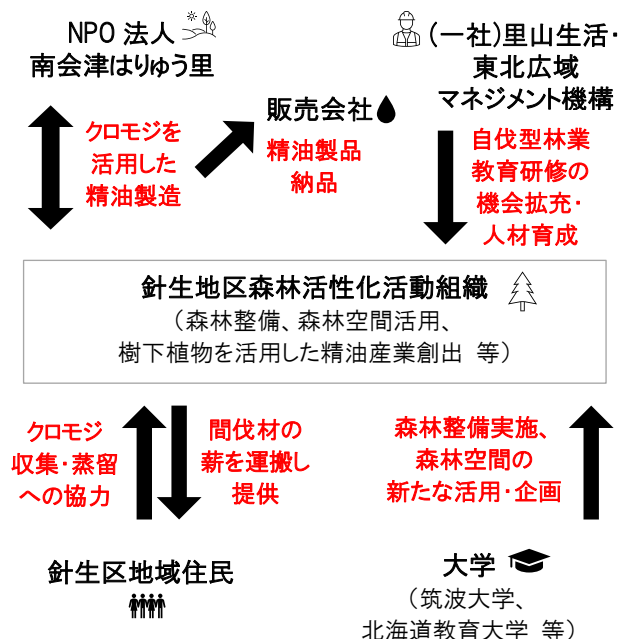 NPO 法人
南会津はりゅう里
(一社)里山生活・
東北広域
マネジメント機構
クロモジを
活用した
精油製造
販売会社
精油製品
納品
自伐型林業
教育研修の
機会拡充・
人材育成
針生地区森林活性化活動組織
（森林整備、森林空間活用、
樹下植物を活用した精油産業創出 等）
クロモジ
収集・蒸留
への協力
間伐材の
薪を運搬し
提供
森林整備実施、
森林空間の
新たな活用・企画
針生区地域住民
大学
（筑波大学、
北海道教育大学 等）